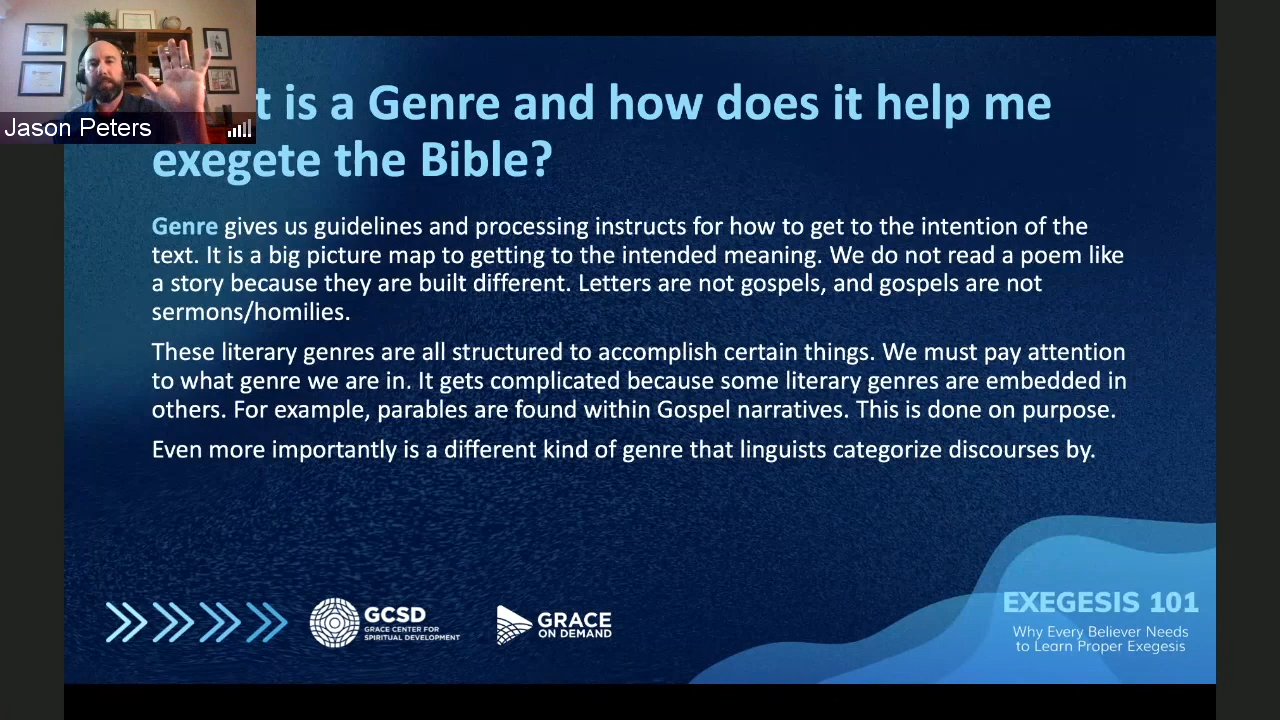 Jason Peters
t is a Genre and how does it help me
exegete the Bible?
Genre gives us guidelines and processing instructs for how to get to the intention of the
text. It is a big picture map to getting to the intended meaning. We do not read a poem like
a story because they are built different. Letters are not gospels, and gospels are not
sermons/homilies.
These literary genres are all structured to accomplish certain things. We must pay attention
to what genre we are in. It gets complicated because some literary genres are embedded in
others. For example, parables are found within Gospel narratives. This is done on purpose.
Even more importantly is a different kind of genre that linguists categorize discourses by.
GCSD
GRACE CENTER FOR
SPIRITUAL DEVELOPMENT
GRACE
ON DEMAND
EXEGESIS 101
Why Every Believer Needs
to Learn Proper Exegesis